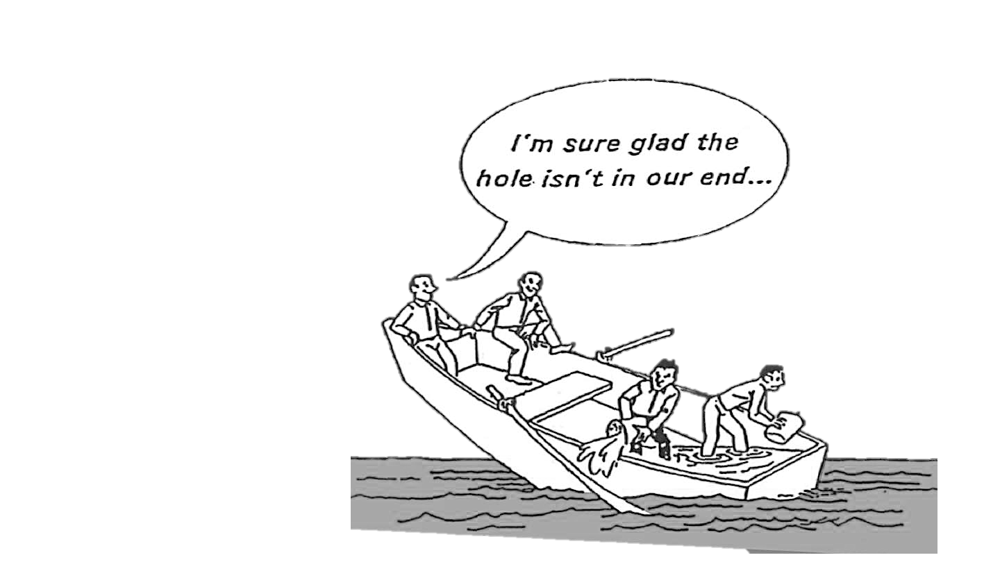 I'm sure glad the
hole isn't in our end...